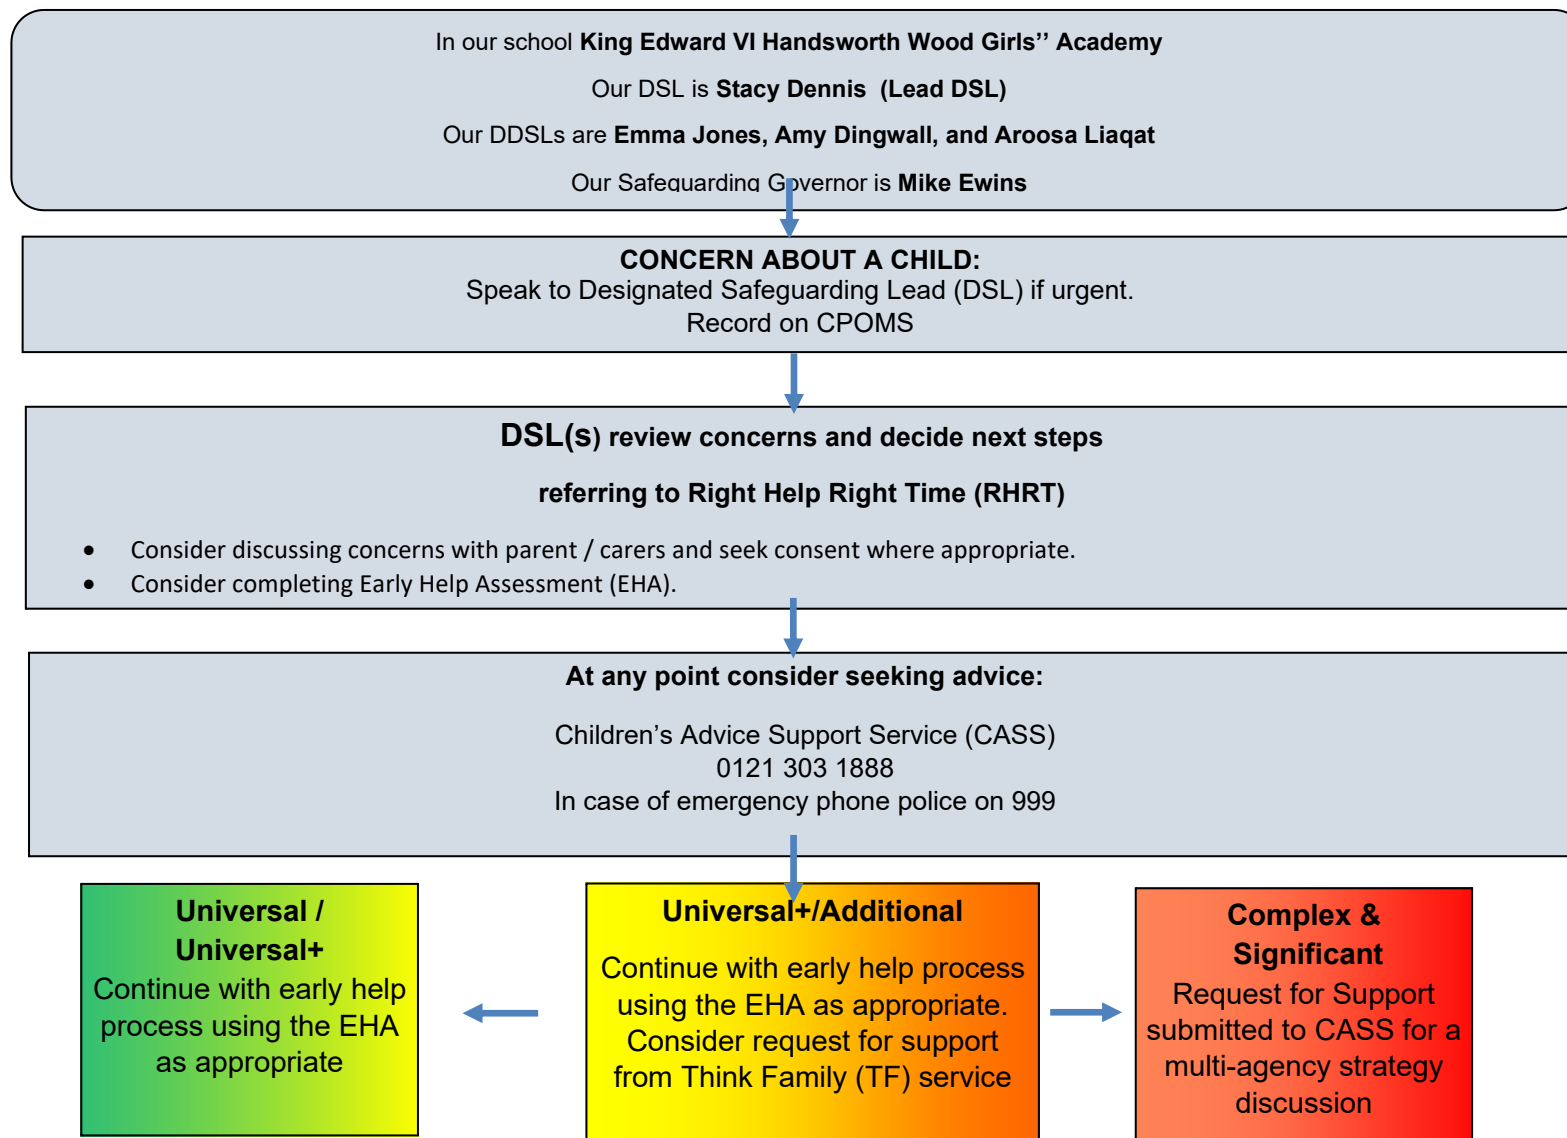 In our school King Edward VI Handsworth Wood Girls'' Academy
Our DSL is Stacy Dennis (Lead DSL)
Our DDSLs are Emma Jones, Amy Dingwall, and Aroosa Liaqat
Our Safeguarding Governor is Mike Ewins
CONCERN ABOUT A CHILD:
Speak to Designated Safeguarding Lead (DSL) if urgent.
Record on CPOMS
DSL(s) review concerns and decide next steps
referring to Right Help Right Time (RHRT)
• Consider discussing concerns with parent / carers and seek consent where appropriate.
• Consider completing Early Help Assessment (EHA).
At any point consider seeking advice:
Children’s Advice Support Service (CASS)
0121 303 1888
In case of emergency phone police on 999
Universal /
Universal+
Continue with early help
process using the EHA
as appropriate
Universal+/Additional
Continue with early help process
using the EHA as appropriate.
Consider request for support
from Think Family (TF) service
Complex &
Significant
Request for Support
submitted to CASS for a
multi-agency strategy
discussion